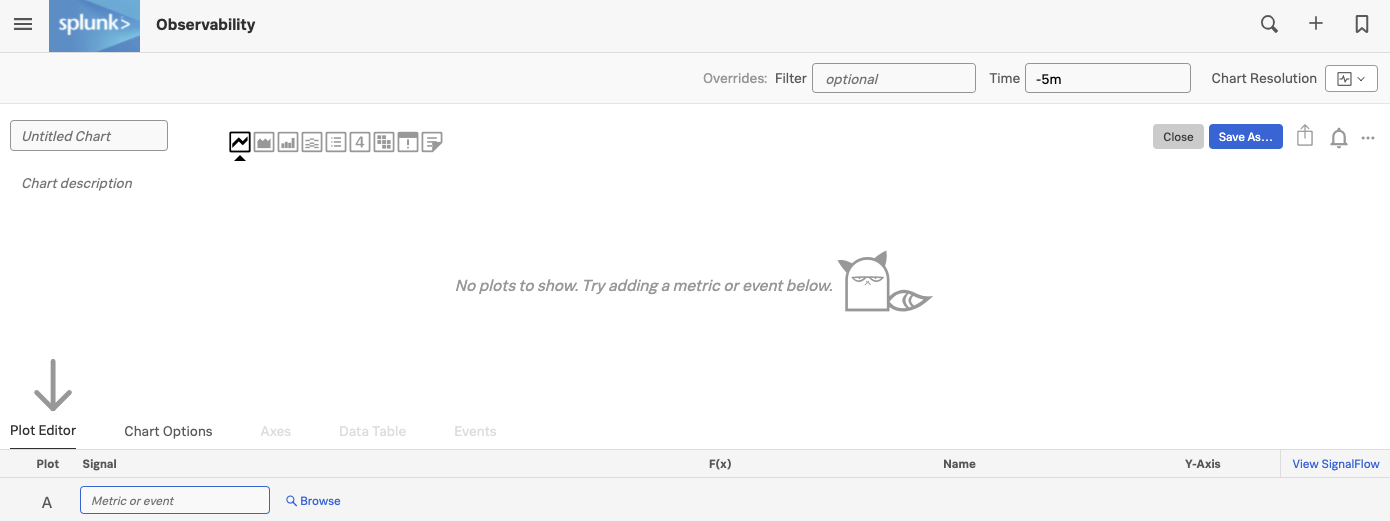 splunk> Observability
Overrides: Filter optional Time -5m Chart Resolution
Untitled Chart 4 ! Close Save As...
Chart description
No plots to show. Try adding a metric or event below.
Plot Editor Chart Options Axes Data Table Events
Plot Signal F(x) Name Y-Axis View SignalFlow
A Metric or event Browse